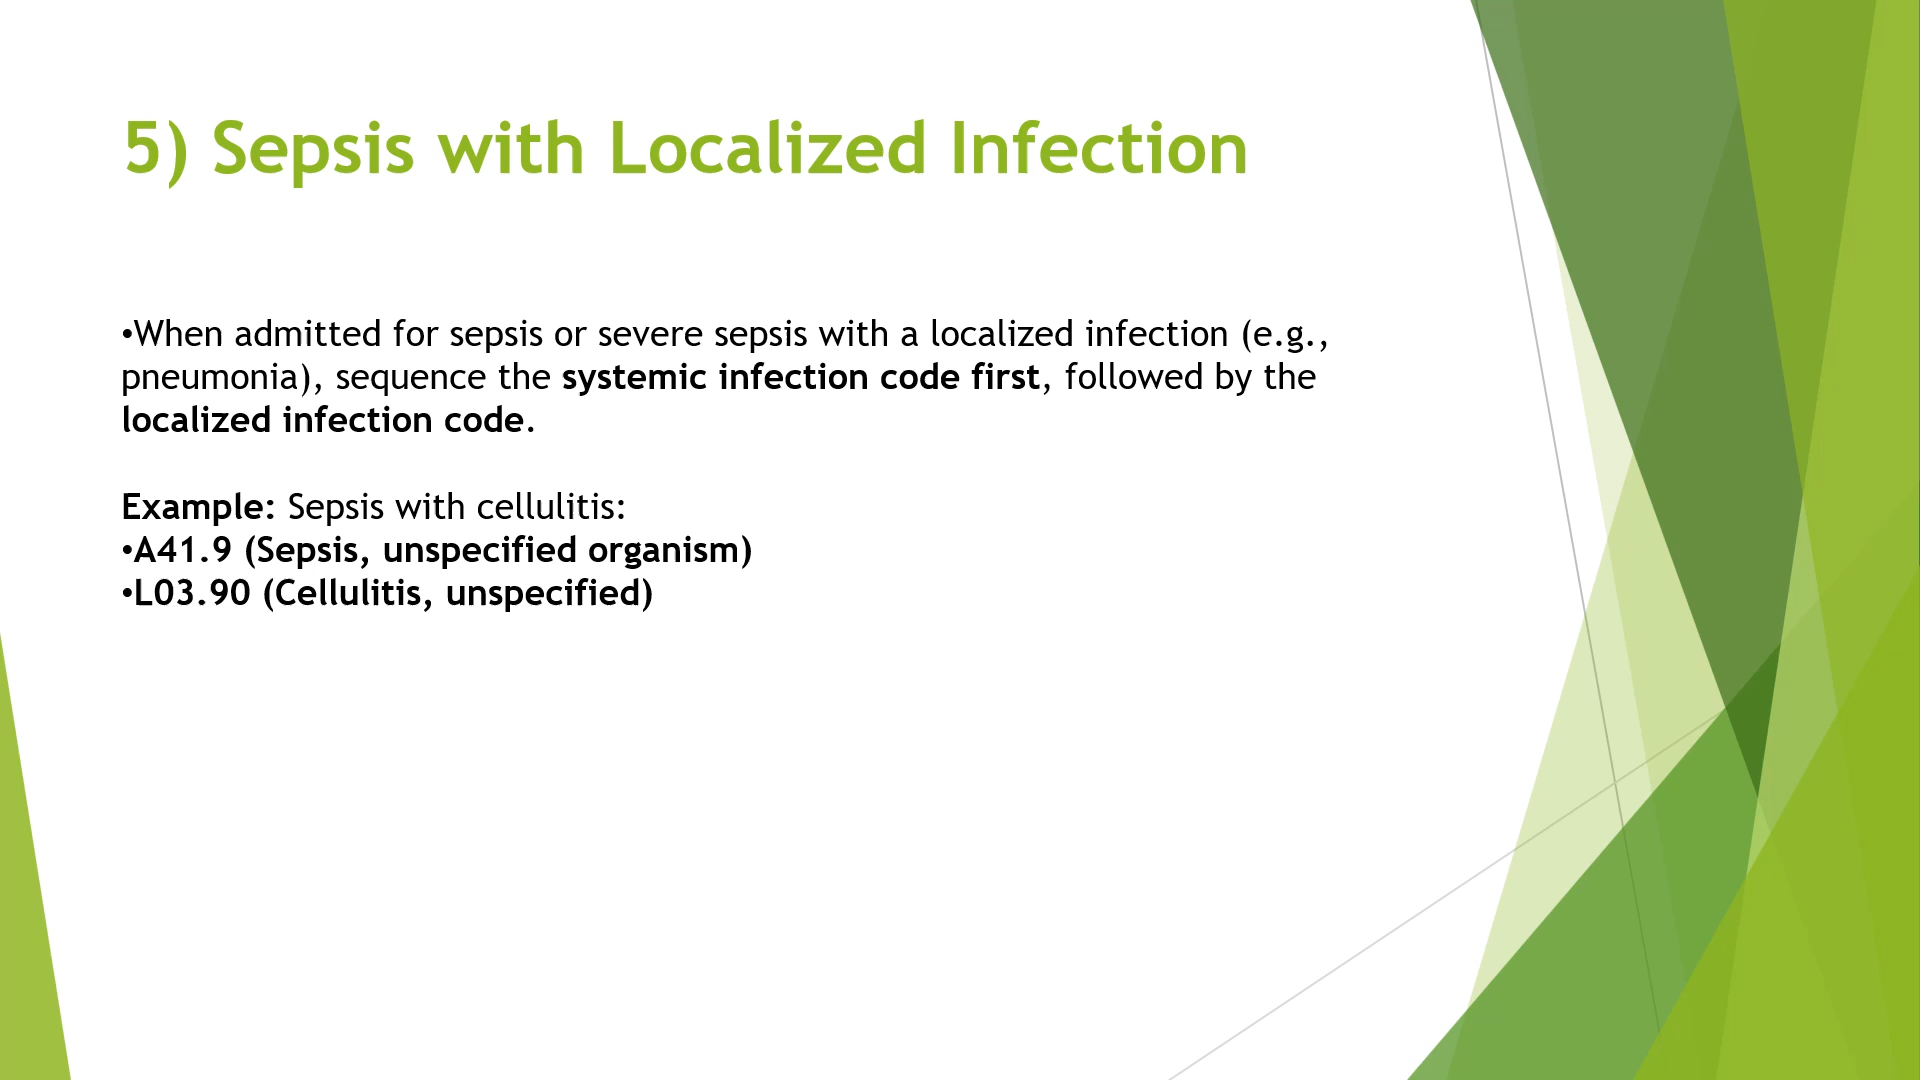 5) Sepsis with Localized Infection
•When admitted for sepsis or severe sepsis with a localized infection (e.g.,
pneumonia), sequence the systemic infection code first, followed by the
localized infection code.
Example: Sepsis with cellulitis:
•A41.9 (Sepsis, unspecified organism)
•L03.90 (Cellulitis, unspecified)